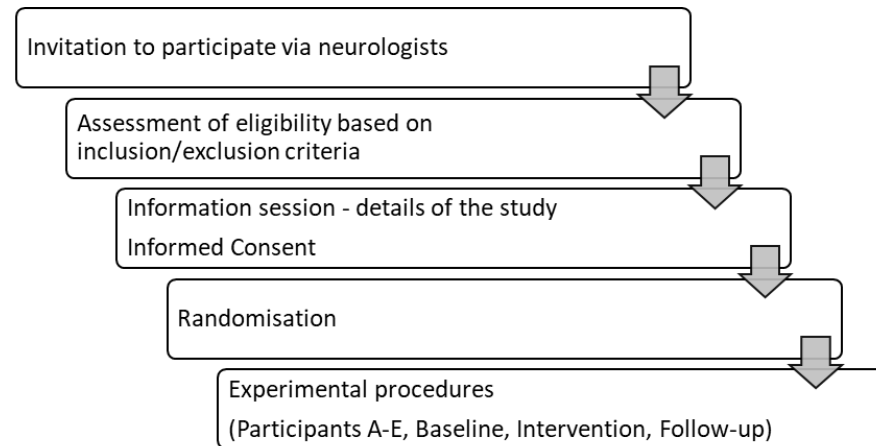 Invitation to participate via neurologists
Assessment of eligibility based on
inclusion/exclusion criteria
Information session - details of the study
Informed Consent
Randomisation
Experimental procedures
(Participants A-E, Baseline, Intervention, Follow-up)